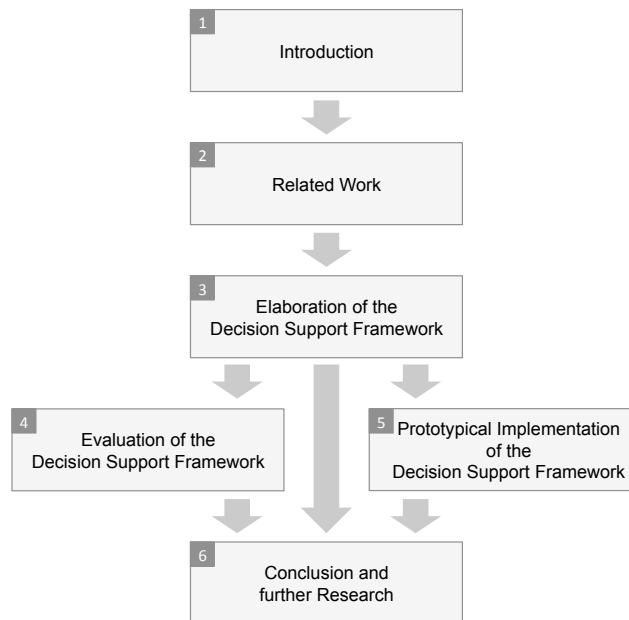 1
Introduction
2
Related Work
3
Elaboration of the
Decision Support Framework
4
Evaluation of the
Decision Support Framework
5
Prototypical Implementation
of the
Decision Support Framework
6
Conclusion and
further Research